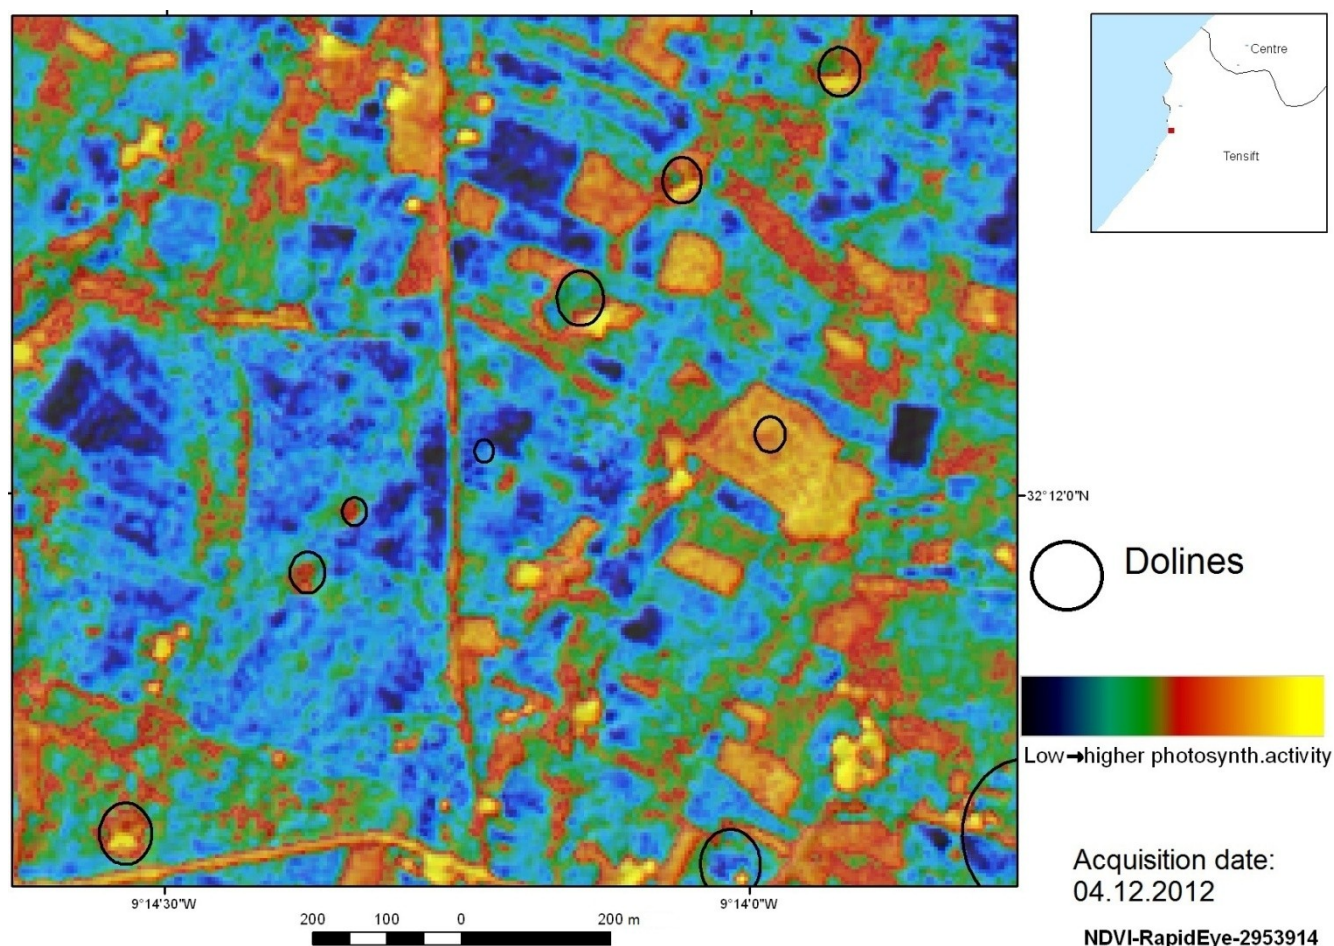 Centre
Tensift
32°12'0"N
Dolines
Low→higher photosynth.activity
Acquisition date:
04.12.2012
NDVI-RapidEye-2953914
9°14'30"W
9°14'0"W
200 100 0 200 m